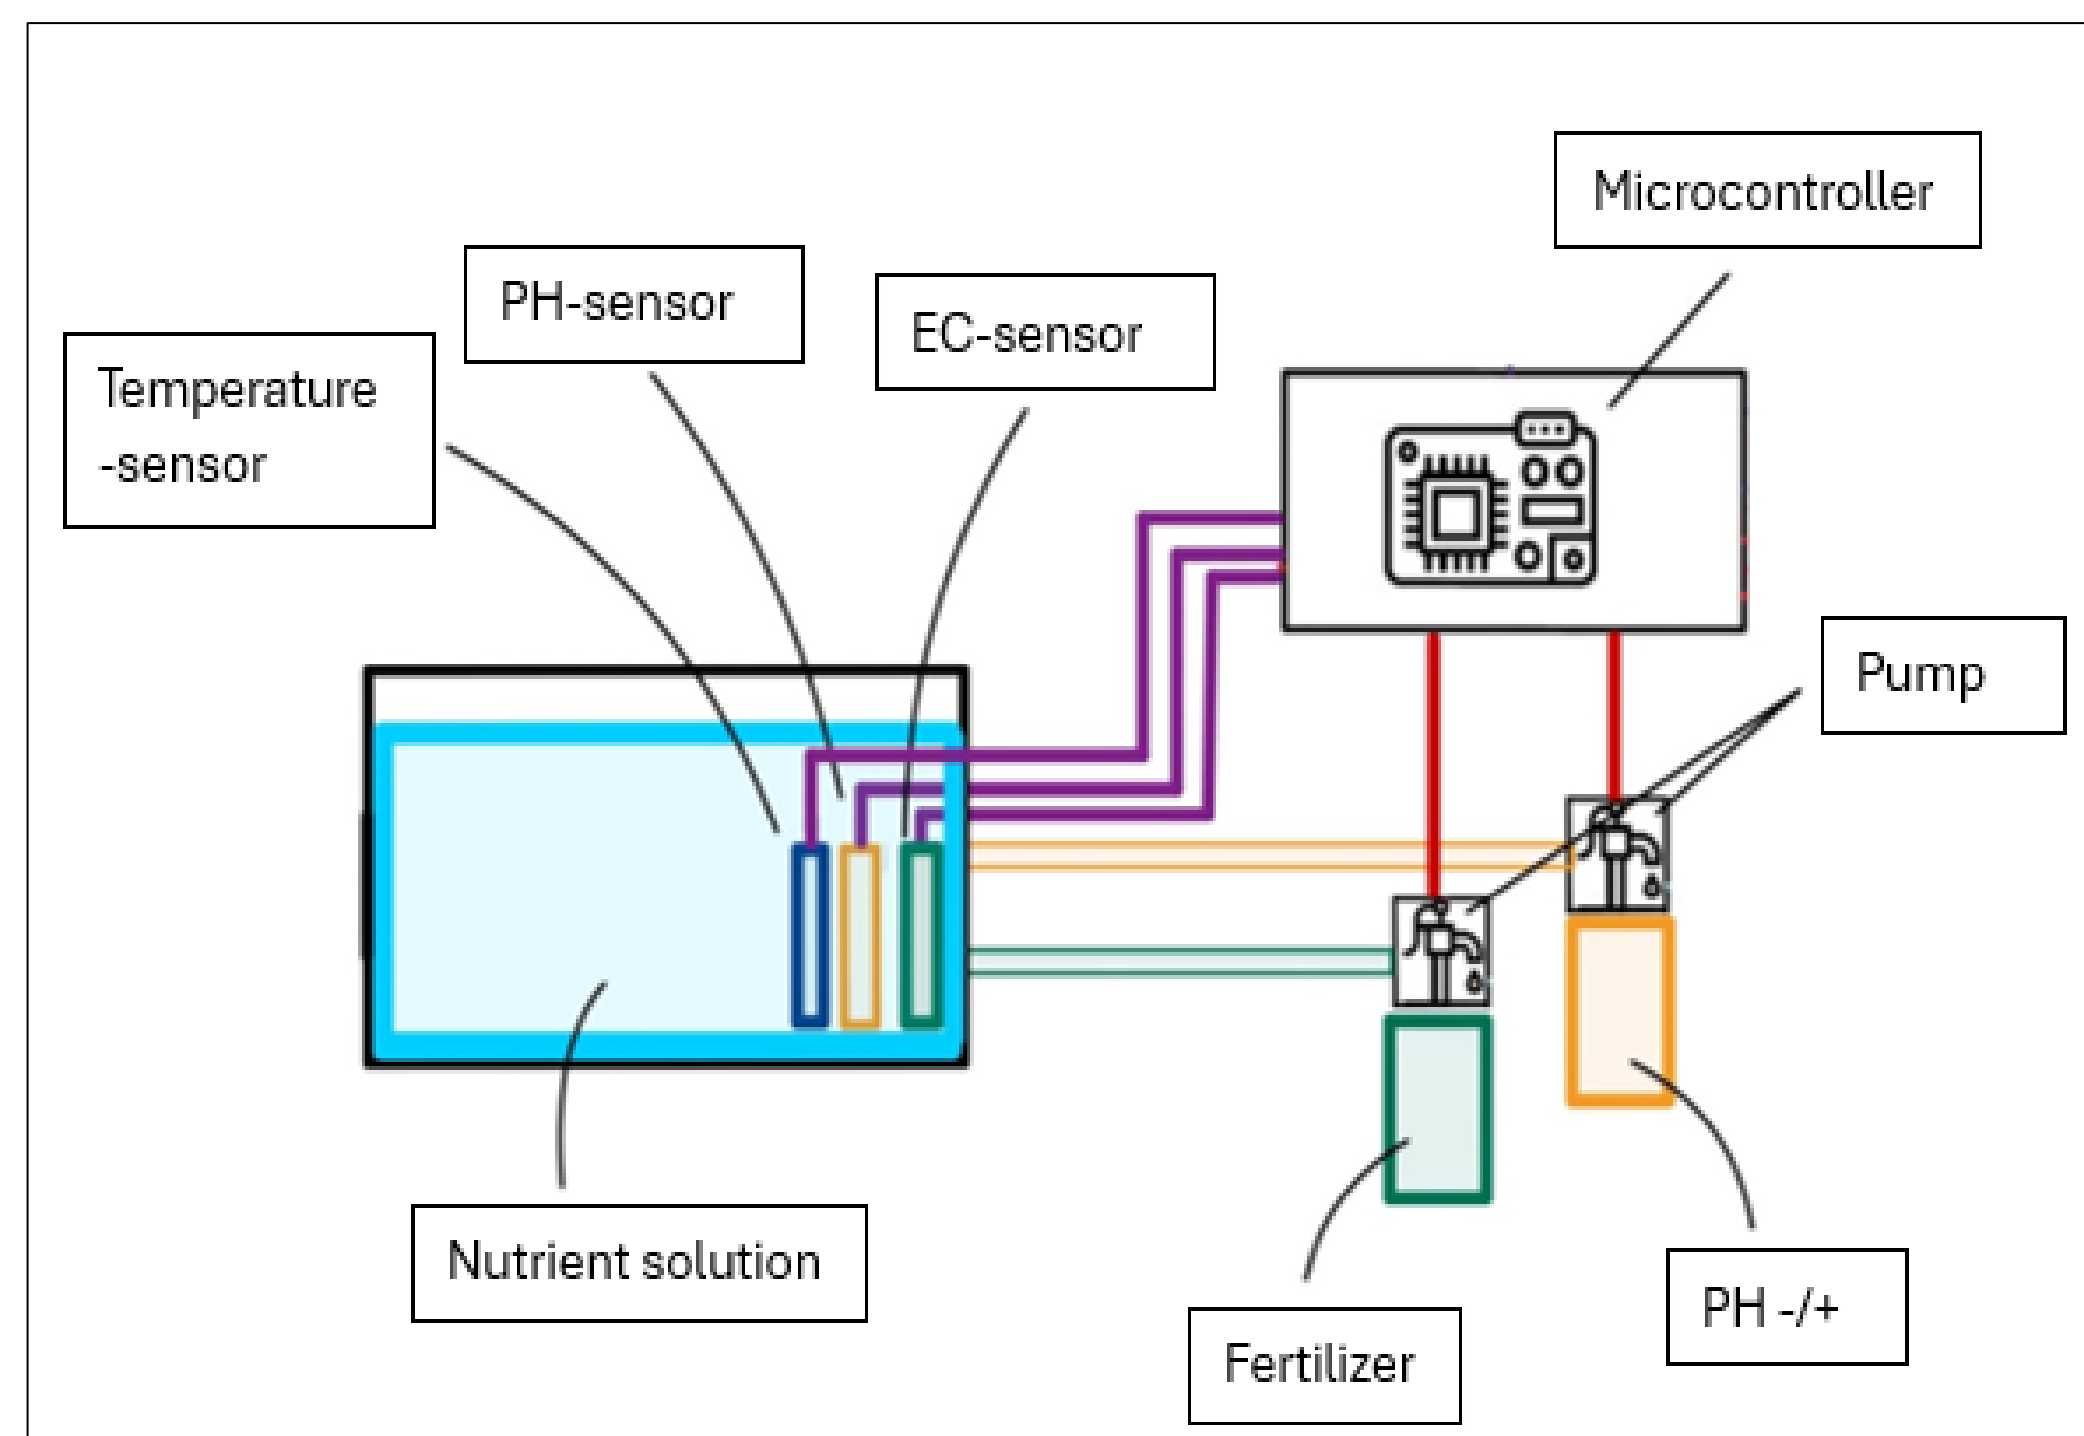 Microcontroller
PH-sensor
EC-sensor
Temperature
-sensor
Pump
Nutrient solution
PH -/+
Fertilizer